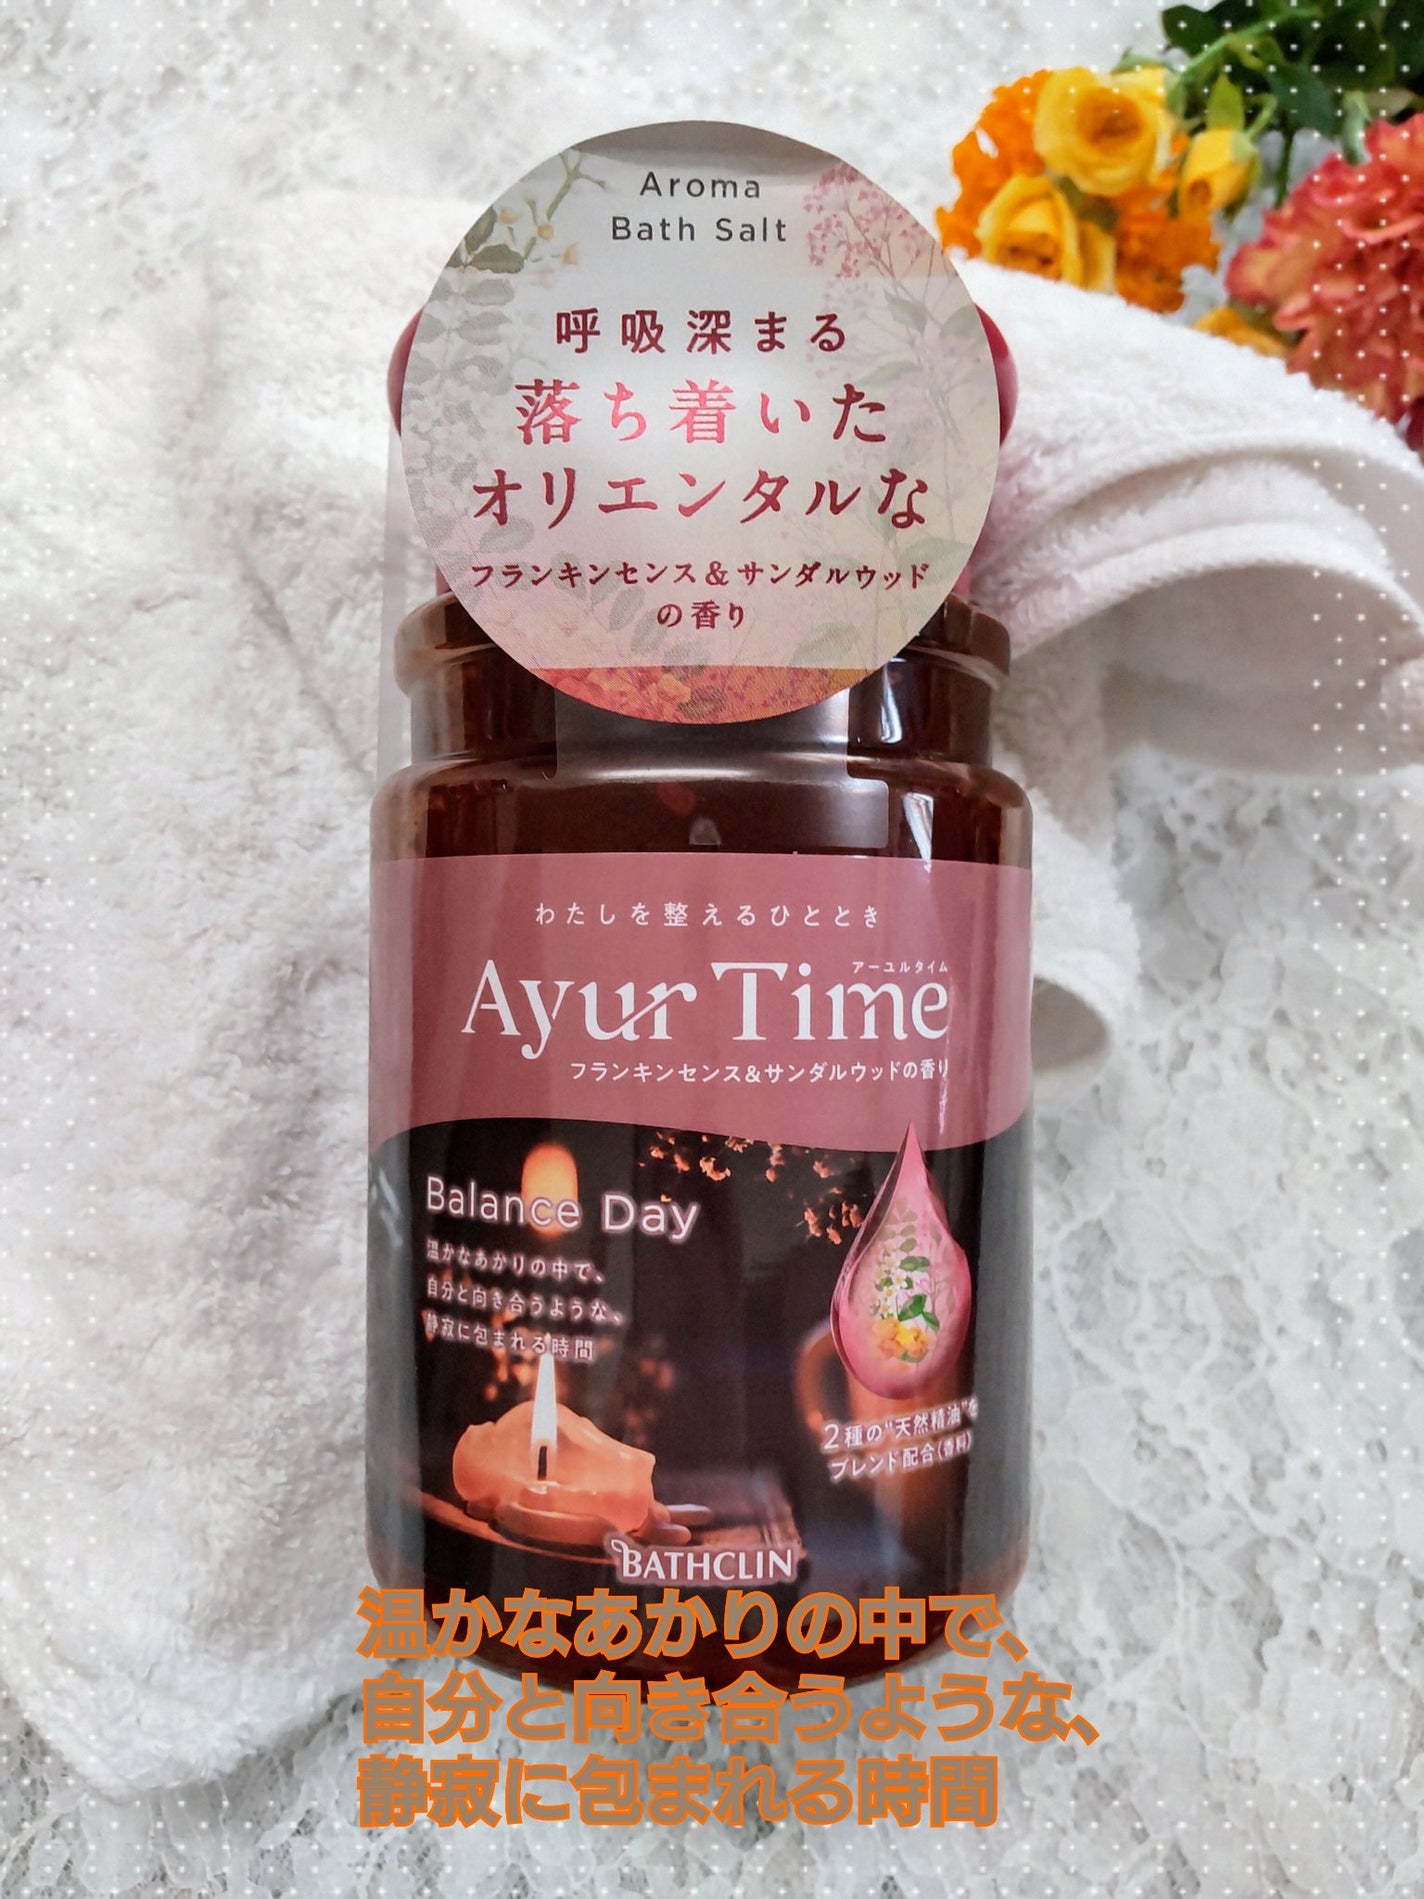 Aroma
Bath Salt
呼吸深まる
落ち着いた
オリエンタルな
フランキンセンス＆サンダルウッド
の香り
わたしを整えるひととき
アーユルタイム
Ayur Time
フランキンセンス&サンダルウッドの香り
Balance Day
温かなあかりの中で、
自分と向き合うような、
静寂に包まれる時間
2種の“天然精油”を
ブレンド配合(香料)
BATHCLIN
温かなあかりの中で、
自分と向き合うような、
静寂に包まれる時間